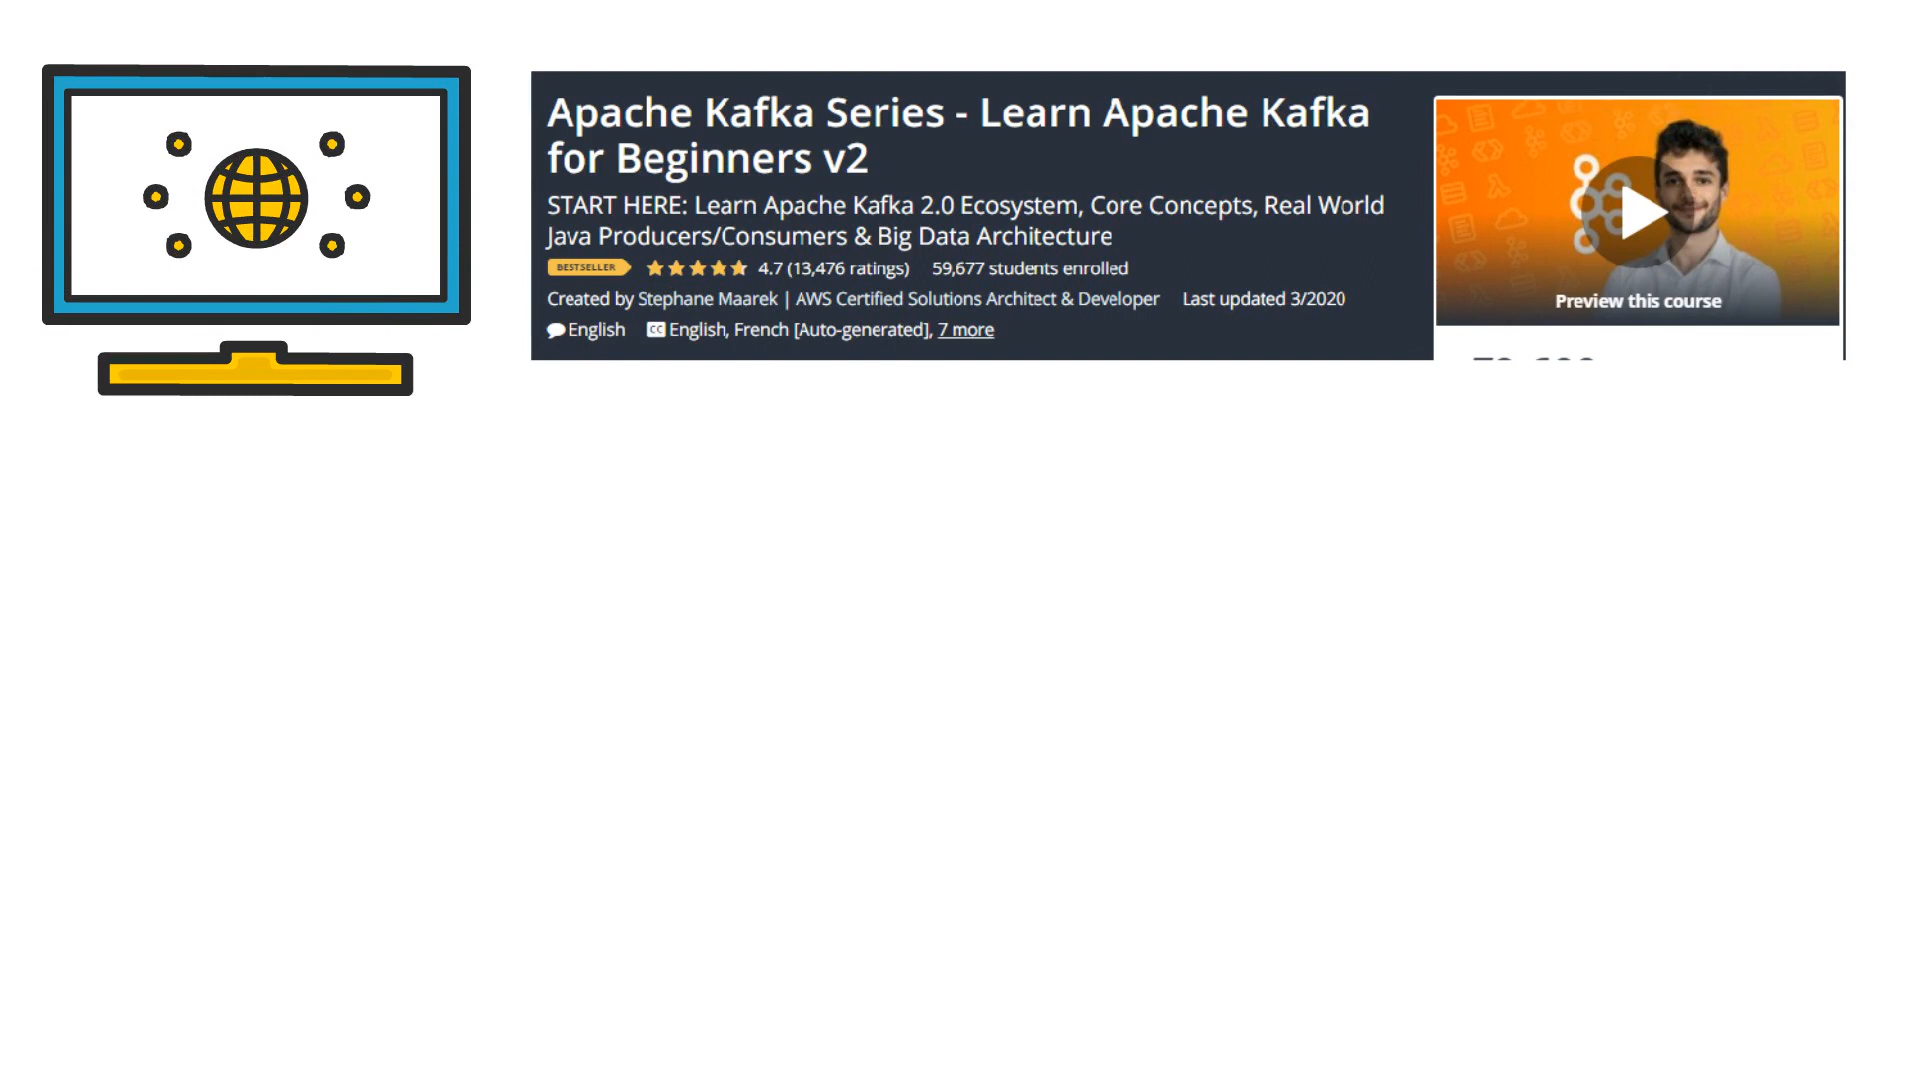 Apache Kafka Series - Learn Apache Kafka
for Beginners v2
START HERE: Learn Apache Kafka 2.0 Ecosystem, Core Concepts, Real World
Java Producers/Consumers & Big Data Architecture
BESTSELLER 4.7 (13,476 ratings) 59,677 students enrolled
Created by Stephane Maarek | AWS Certified Solutions Architect & Developer Last updated 3/2020
English CC English, French [Auto-generated], 7 more
Preview this course